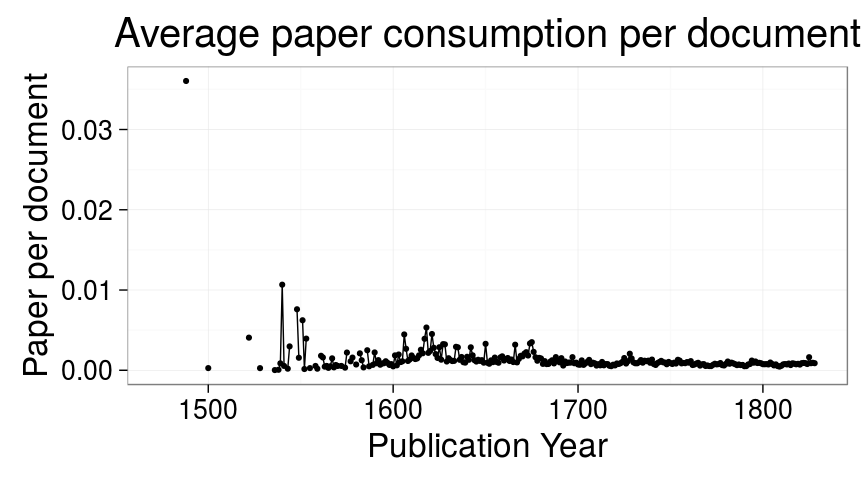 Average paper consumption per document
Paper per document
0.03
0.02
0.01
0.00
1500 1600 1700 1800
Publication Year